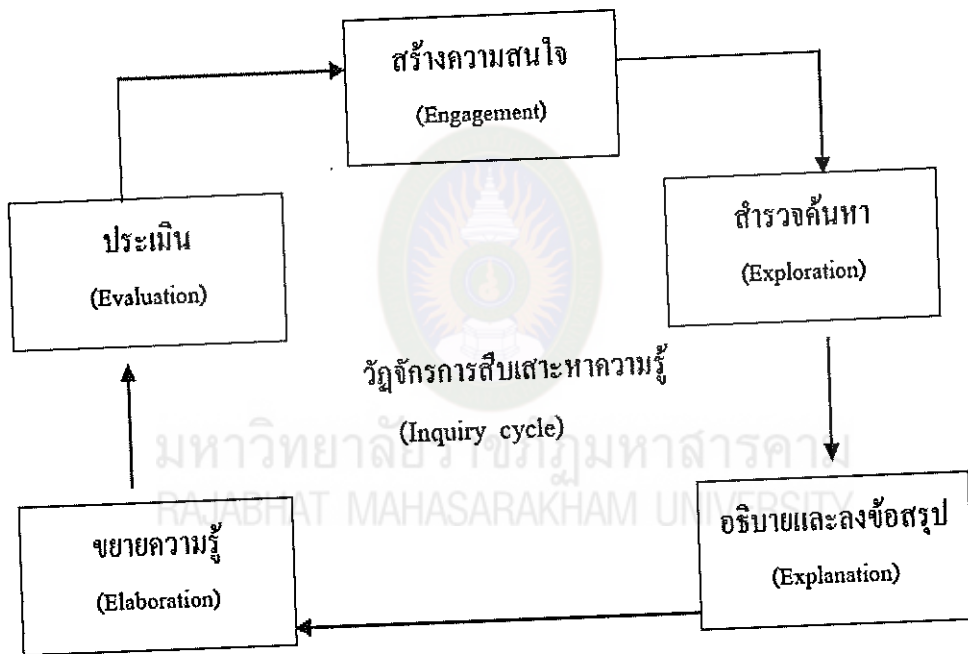 สร้างความสนใจ
(Engagement)
สำรวจค้นหา
(Exploration)
ประเมิน
(Evaluation)
วัฏจักรการสืบเสาะหาความรู้
(Inquiry cycle)
มหาวิทยาลัยราชภัฏมหาสารคาม
RAJABHAT MAHASARAKHAM UNIVERSITY
อธิบายและลงข้อสรุป
(Explanation)
ขยายความรู้
(Elaboration)